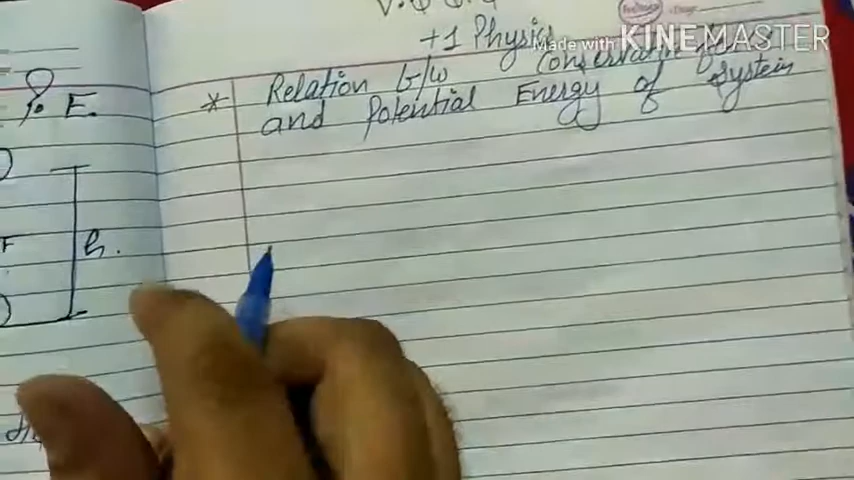 +1 Physics
Made with KINEMASTER
* Relation b/w Conservative
and Potential Energy of system
P.E.
h.